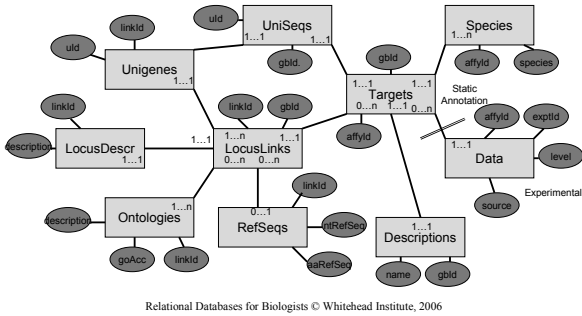 uId
UniSeqs
1…1
1…1
gbId.
linkId
uId
Unigenes
1…1
Species
1…n
affyId
species
gbId
1…1
1…1
Targets
0…n
1…1
0…n
affyId
Static
Annotation
linkId
description
LocusDescr
1…1
1…1
linkId
gbId
1…n
1…1
LocusLinks
0…n
0…n
affyId
exptId
1…1
Data
level
source
Experimental
description
1…n
Ontologies
goAcc
linkId
0…1
RefSeqs
linkId
ntRefSeq
aaRefSeq
1…1
Descriptions
name
gbId
Relational Databases for Biologists © Whitehead Institute, 2006